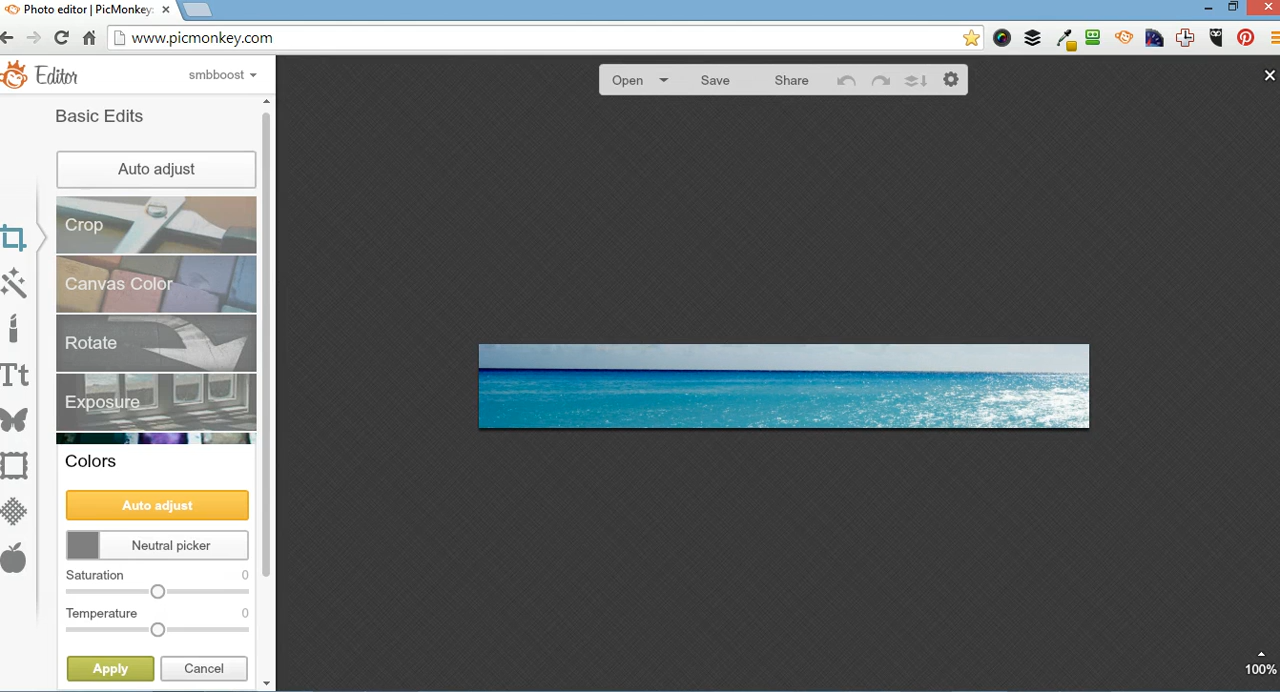 Photo editor | PicMonkey:
www.picmonkey.com
Editor
smbboost
Open
Save
Share
Basic Edits
Auto adjust
Crop
Canvas Color
Rotate
Exposure
Colors
Auto adjust
Neutral picker
Saturation 0
Temperature 0
Apply
Cancel
Tt
100%